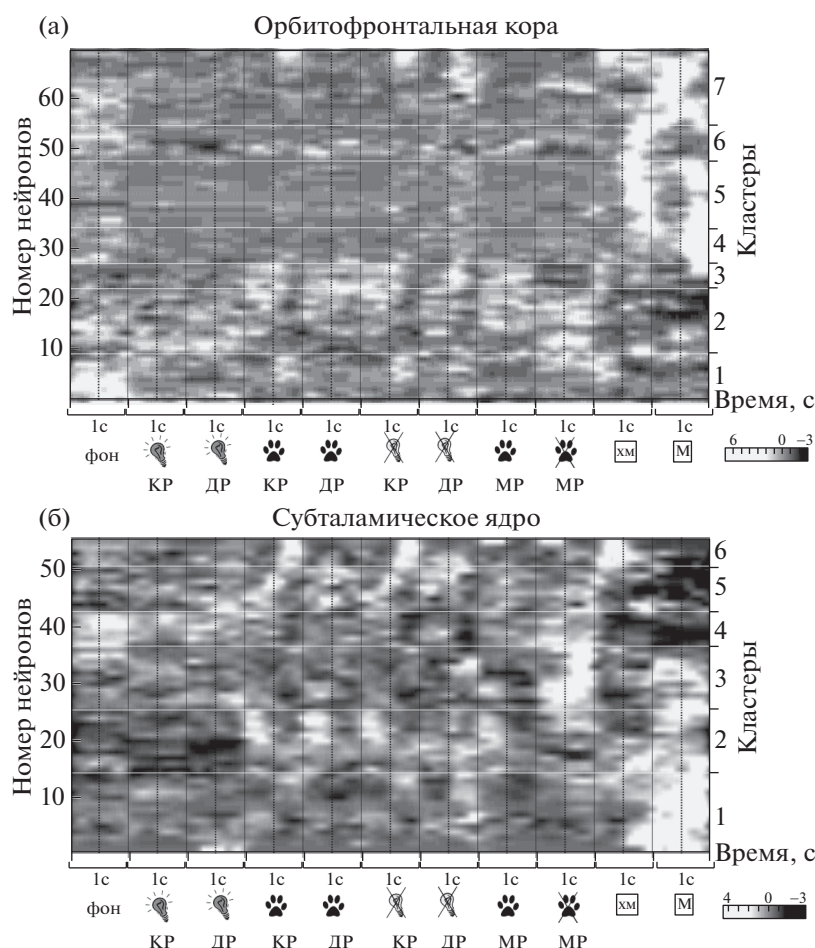 (а) Орбитофронтальная кора
Номер нейронов
60
50
40
30
20
10
7
6
5
4
3
2
1
Кластеры
Время, с
1с 1с 1с 1с 1с 1с 1с 1с 1с 1с 1с
фон хм М
6 0 −3
КР ДР КР ДР КР ДР МР МР
(б) Субталамическое ядро
Номер нейронов
50
40
30
20
10
6
5
4
3
2
1
Кластеры
Время, с
1с 1с 1с 1с 1с 1с 1с 1с 1с 1с 1с
фон хм М
4 0 −3
КР ДР КР ДР КР ДР МР МР